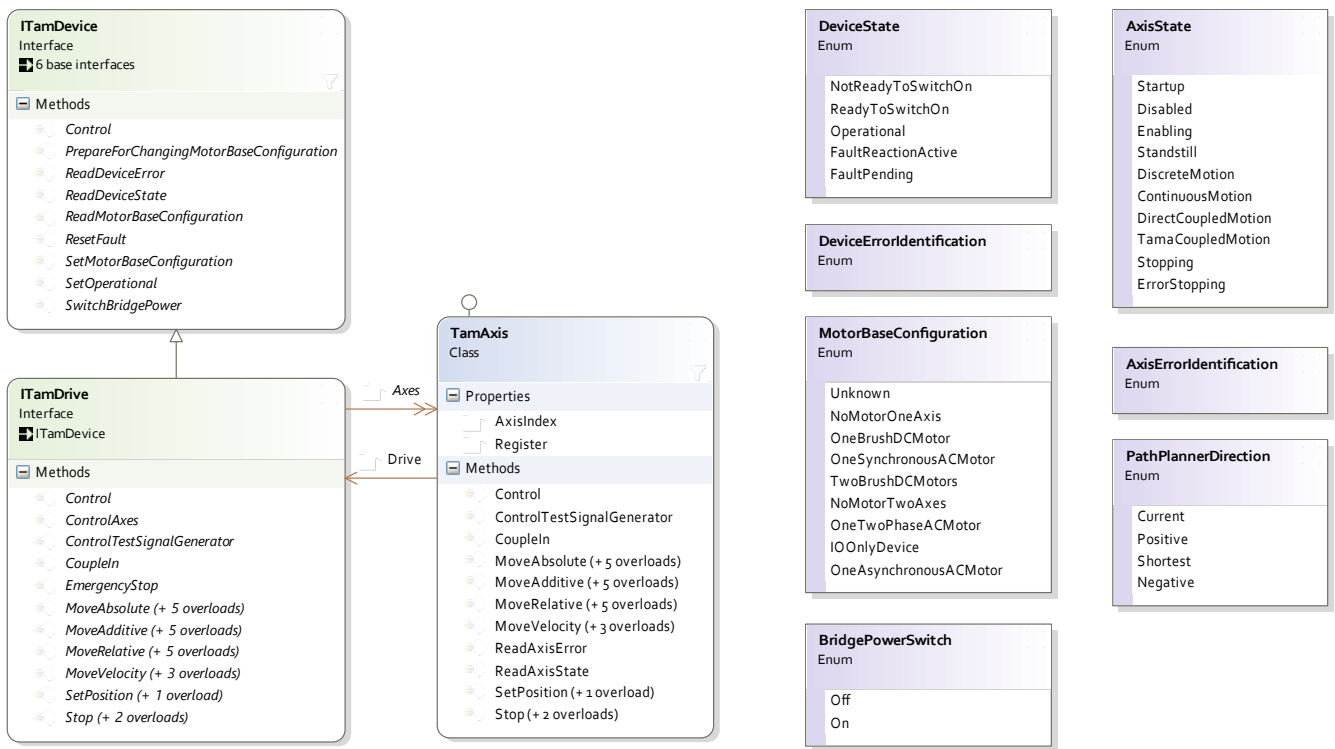 ITamDevice
Interface
6 base interfaces
Methods
Control
PrepareForChangingMotorBaseConfiguration
ReadDeviceError
ReadDeviceState
ReadMotorBaseConfiguration
ResetFault
SetMotorBaseConfiguration
SetOperational
SwitchBridgePower
ITamDrive
Interface
ITamDevice
Methods
Control
ControlAxes
ControlTestSignalGenerator
CoupleIn
EmergencyStop
MoveAbsolute (+ 5 overloads)
MoveAdditive (+ 5 overloads)
MoveRelative (+ 5 overloads)
MoveVelocity (+ 3 overloads)
SetPosition (+ 1 overload)
Stop (+ 2 overloads)
Axes
Drive
TamAxis
Class
Properties
AxisIndex
Register
Methods
Control
ControlTestSignalGenerator
CoupleIn
MoveAbsolute (+ 5 overloads)
MoveAdditive (+ 5 overloads)
MoveRelative (+ 5 overloads)
MoveVelocity (+ 3 overloads)
ReadAxisError
ReadAxisState
SetPosition (+ 1 overload)
Stop (+ 2 overloads)
DeviceState
Enum
NotReadyToSwitchOn
ReadyToSwitchOn
Operational
FaultReactionActive
FaultPending
DeviceErrorIdentification
Enum
MotorBaseConfiguration
Enum
Unknown
NoMotorOneAxis
OneBrushDCMotor
OneSynchronousACMotor
TwoBrushDCMotors
NoMotorTwoAxes
OneTwoPhaseACMotor
IOOnlyDevice
OneAsynchronousACMotor
BridgePowerSwitch
Enum
Off
On
AxisState
Enum
Startup
Disabled
Enabling
Standstill
DiscreteMotion
ContinuousMotion
DirectCoupledMotion
TamaCoupledMotion
Stopping
ErrorStopping
AxisErrorIdentification
Enum
PathPlannerDirection
Enum
Current
Positive
Shortest
Negative